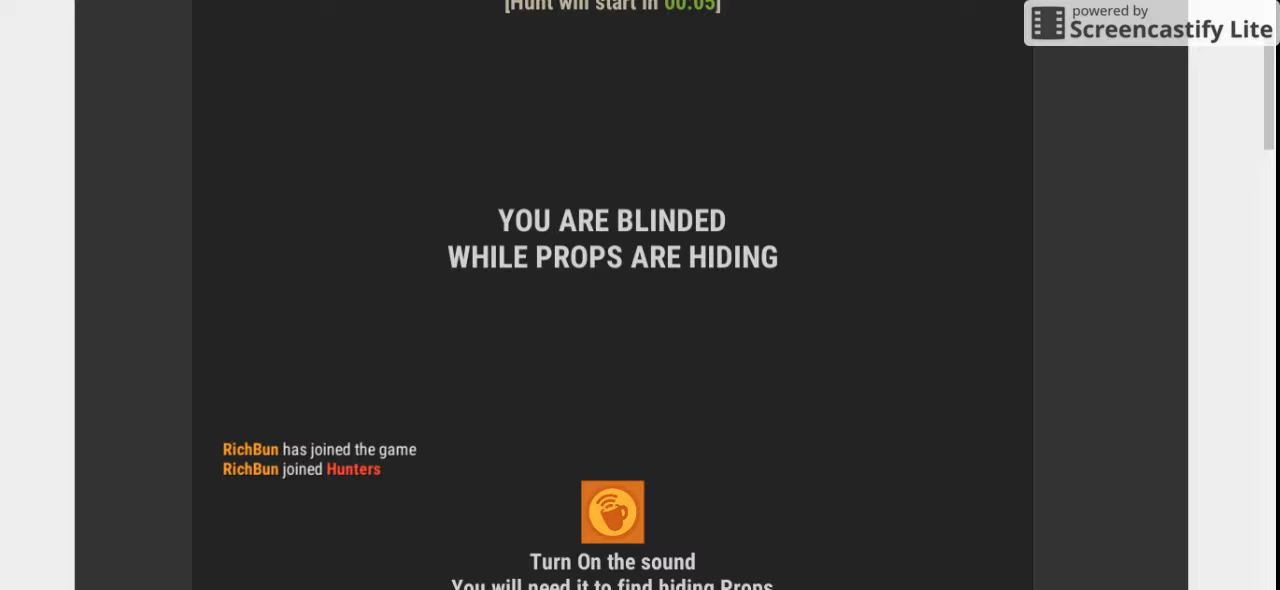 [Hunt will start in 00:05]
powered by
Screencastify Lite
YOU ARE BLINDED
WHILE PROPS ARE HIDING
RichBun has joined the game
RichBun joined Hunters
Turn On the sound
You will need it to find hiding Props